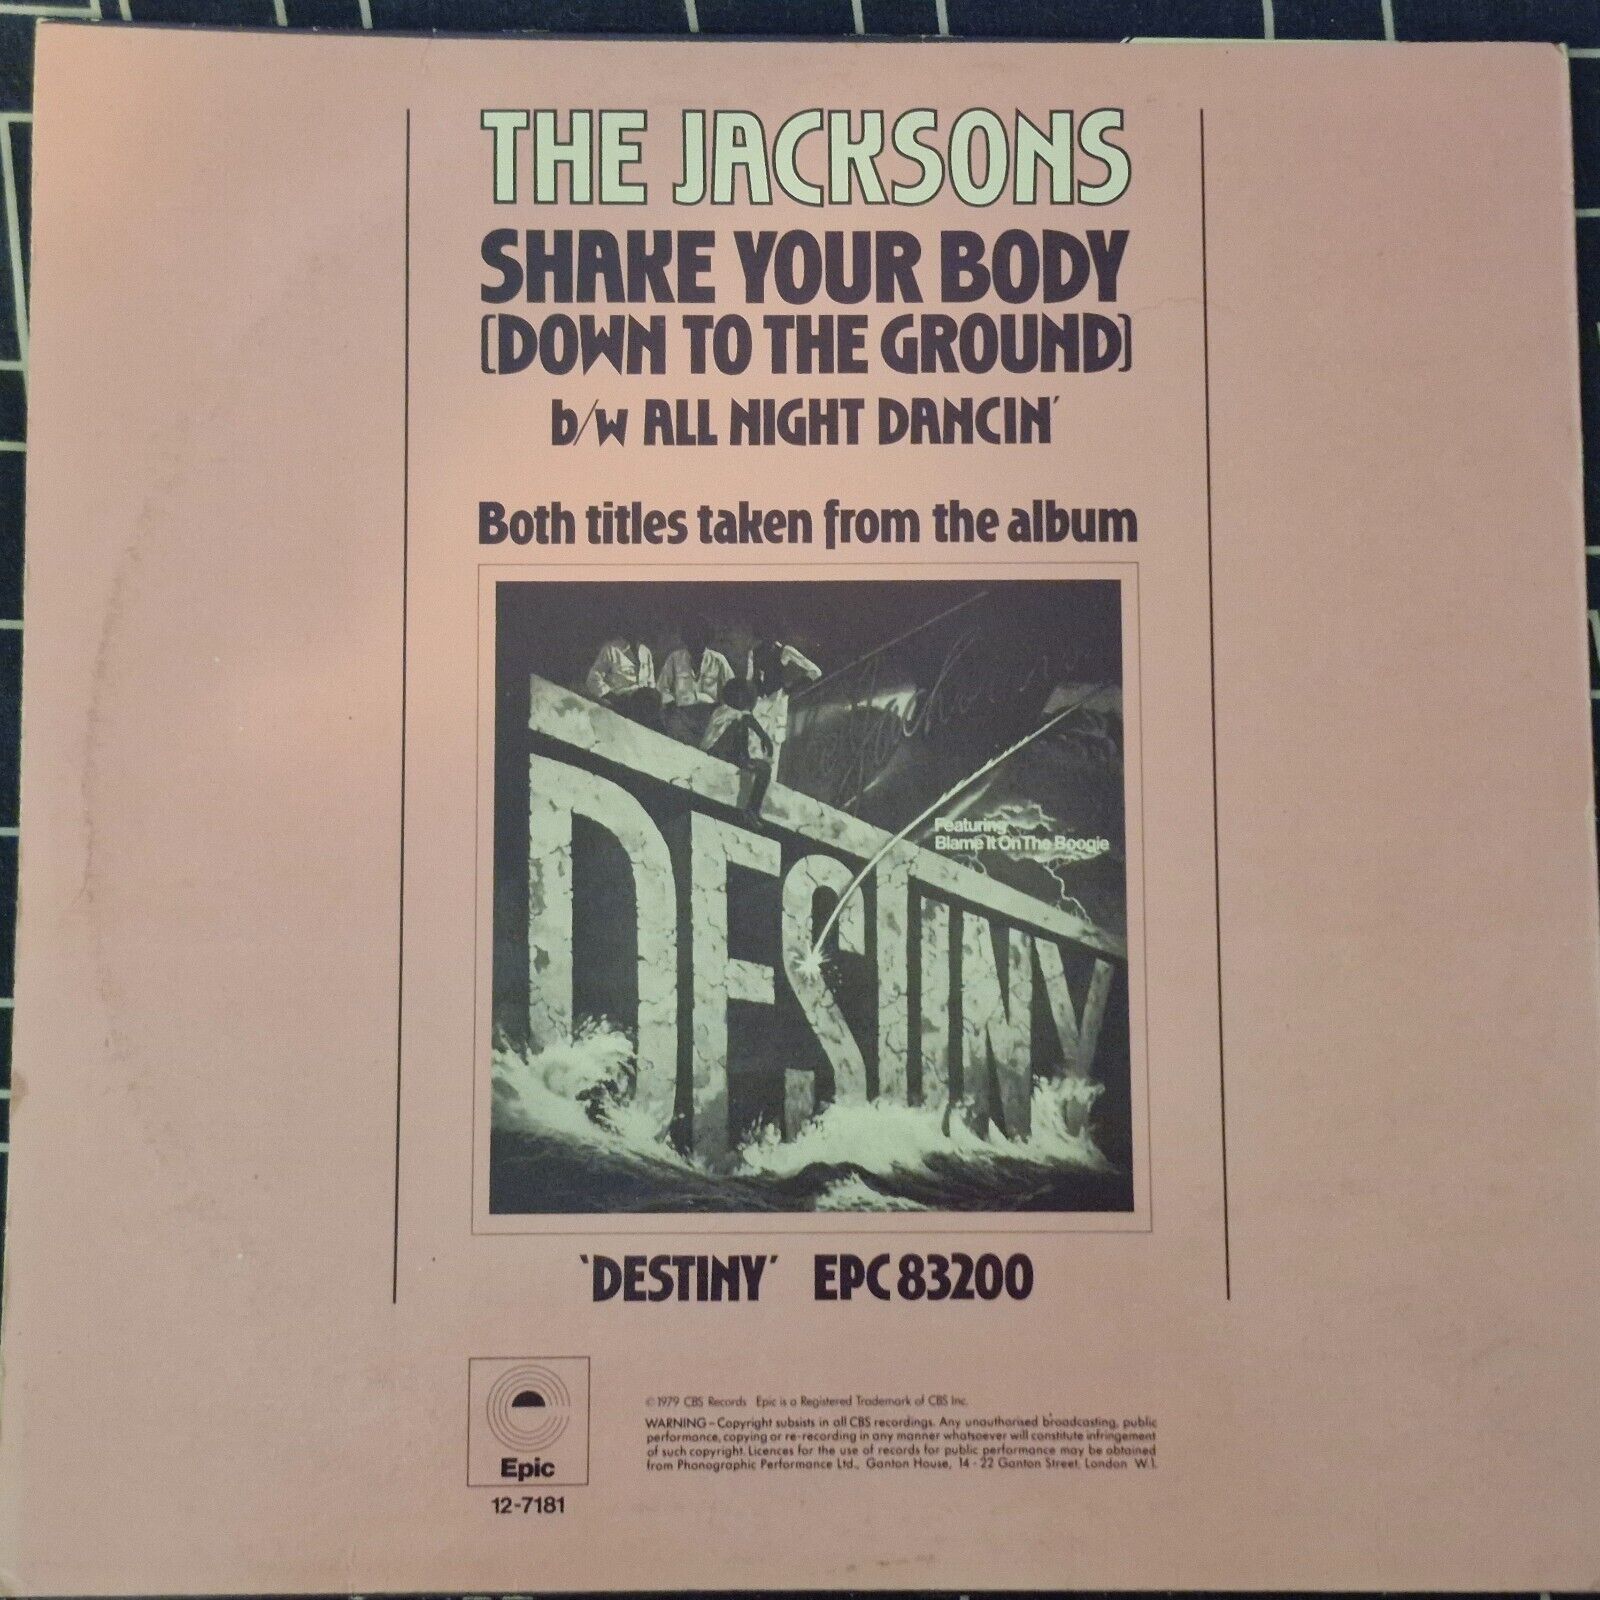 THE JACKSONS
SHAKE YOUR BODY
(DOWN TO THE GROUND)
b/w ALL NIGHT DANCIN'
Both titles taken from the album
Jacksons
Featuring
Blame It On The Boogie
DESTINY
'DESTINY' EPC 83200
Epic
12-7181
© 1979 CBS Records Epic is a Registered Trademark of CBS Inc.
WARNING – Copyright subsists in all CBS recordings. Any unauthorised broadcasting, public
performance, copying or re-recording in any manner whatsoever will constitute infringement
of such copyright. Licences for the use of records for public performance may be obtained
from Phonographic Performance Ltd., Ganton House, 14 - 22 Ganton Street, London W.1.